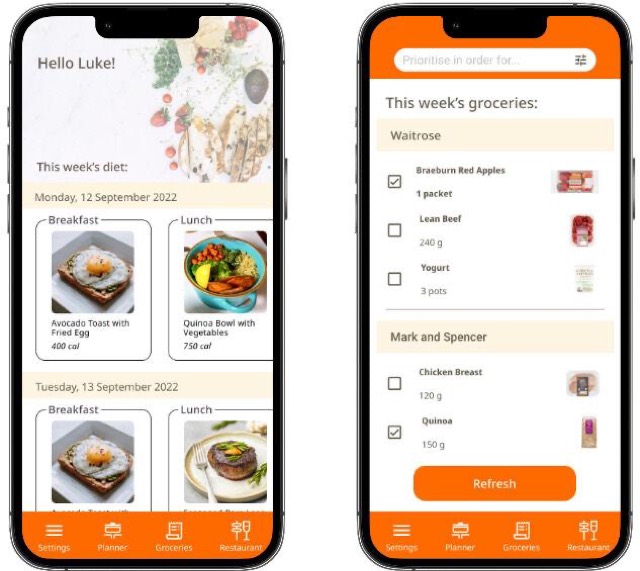 Hello Luke!
This week's diet:
Monday, 12 September 2022
Breakfast
Lunch
Avocado Toast with
Fried Egg
400 cal
Quinoa Bowl with
Vegetables
750 cal
Tuesday, 13 September 2022
Breakfast
Lunch
Settings
Planner
Groceries
Restaurant
Prioritise in order for...
This week's groceries:
Waitrose
Braeburn Red Apples
1 packet
Lean Beef
240 g
Yogurt
3 pots
Mark and Spencer
Chicken Breast
120 g
Quinoa
150 g
Refresh
Settings
Planner
Groceries
Restaurant